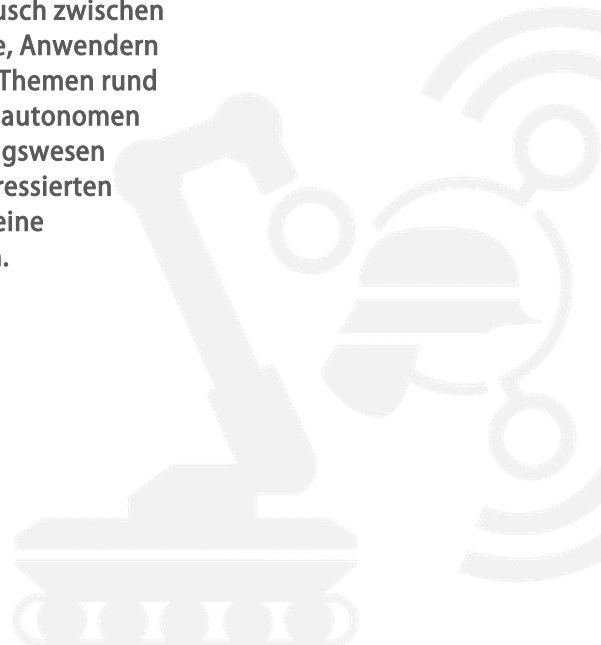 usch zwischen
e, Anwendern
Themen rund
autonomen
gswesen
ressierten
eine
.